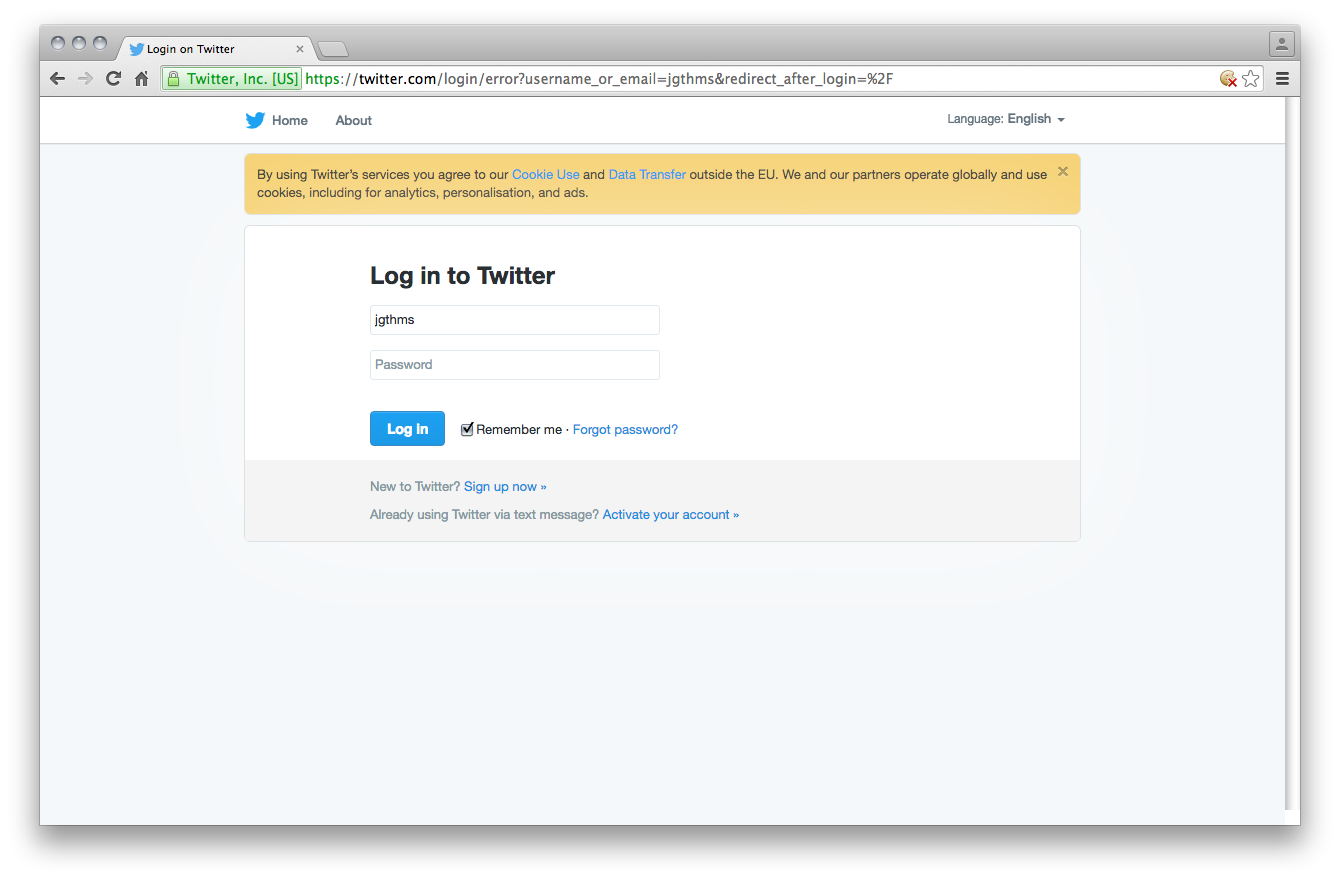 Login on Twitter
Twitter, Inc. [US] https://twitter.com/login/error?username_or_email=jgthms&redirect_after_login=%2F
Home About Language: English
By using Twitter's services you agree to our Cookie Use and Data Transfer outside the EU. We and our partners operate globally and use
cookies, including for analytics, personalisation, and ads.
Log in to Twitter
jgthms
Password
Log In Remember me · Forgot password?
New to Twitter? Sign up now »
Already using Twitter via text message? Activate your account »